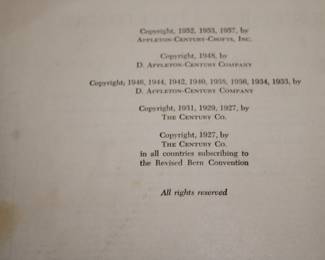 Copyright, 1952, 1953, 1957, by
Appleton-Century-Crofts, Inc.
Copyright, 1948, by
D. Appleton-Century Company
Copyright, 1946, 1944, 1942, 1940, 1938, 1936, 1934, 1933, by
D. Appleton-Century Company
Copyright, 1931, 1929, 1927, by
The Century Co.
Copyright, 1927, by
The Century Co.
in all countries subscribing to
the Revised Bern Convention
All rights reserved